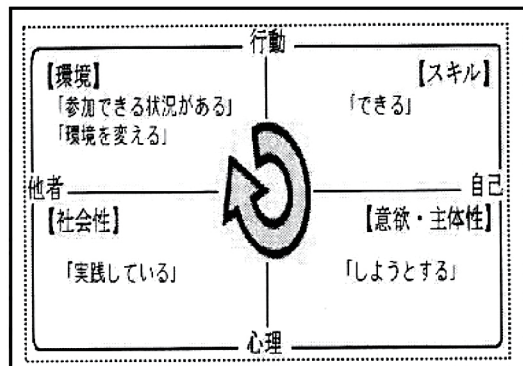 行動
【環境】
「参加できる状況がある」
「環境を変える」
【スキル】
「できる」
他者
自己
【社会性】
「実践している」
【意欲・主体性】
「しようとする」
心理